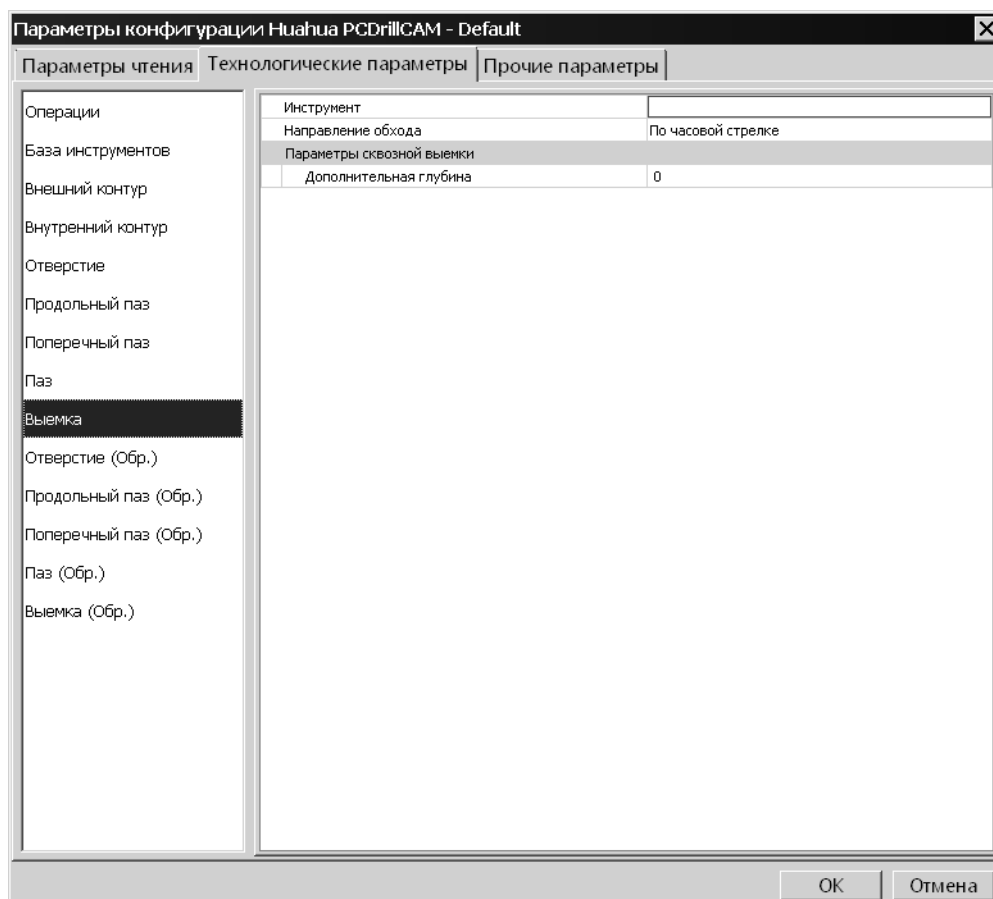 Параметры конфигурации Huahua PCDrillCAM - Default
Параметры чтения Технологические параметры Прочие параметры
Операции
База инструментов
Внешний контур
Внутренний контур
Отверстие
Продольный паз
Поперечный паз
Паз
Выемка
Отверстие (Обр.)
Продольный паз (Обр.)
Поперечный паз (Обр.)
Паз (Обр.)
Выемка (Обр.)
Инструмент
Направление обхода По часовой стрелке
Параметры сквозной выемки
Дополнительная глубина 0
OK Отмена